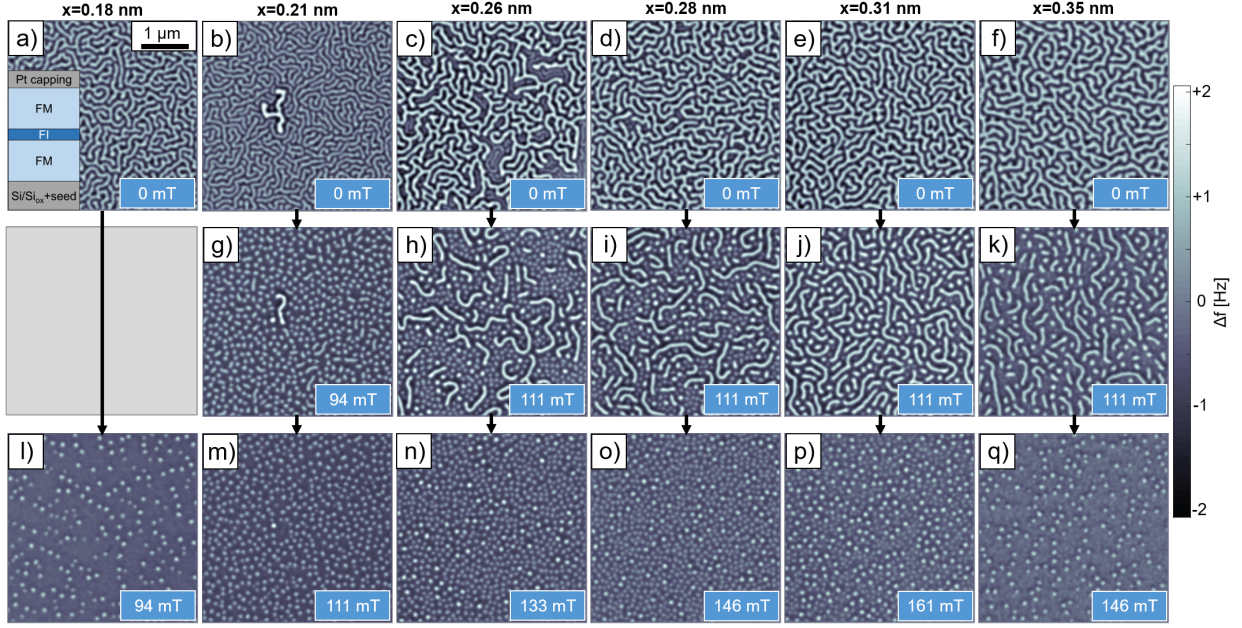 x=0.18 nm x=0.21 nm x=0.26 nm x=0.28 nm x=0.31 nm x=0.35 nm
a) 1 µm b) c) d) e) f)
Pt capping
FM
FI
FM
Si/Siox+seed
0 mT 0 mT 0 mT 0 mT 0 mT 0 mT
g) h) i) j) k)
94 mT 111 mT 111 mT 111 mT 111 mT
l) m) n) o) p) q)
94 mT 111 mT 133 mT 146 mT 161 mT 146 mT
+2
+1
0
-1
-2
Δf [Hz]